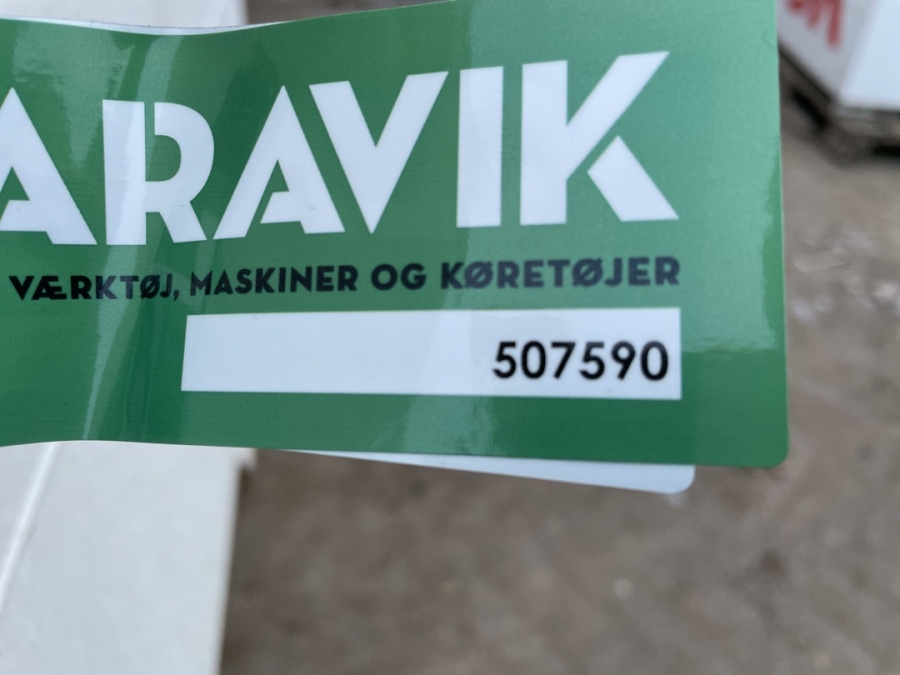 ARAVIK
VÆRKTØJ, MASKINER OG KØRETØJER
507590